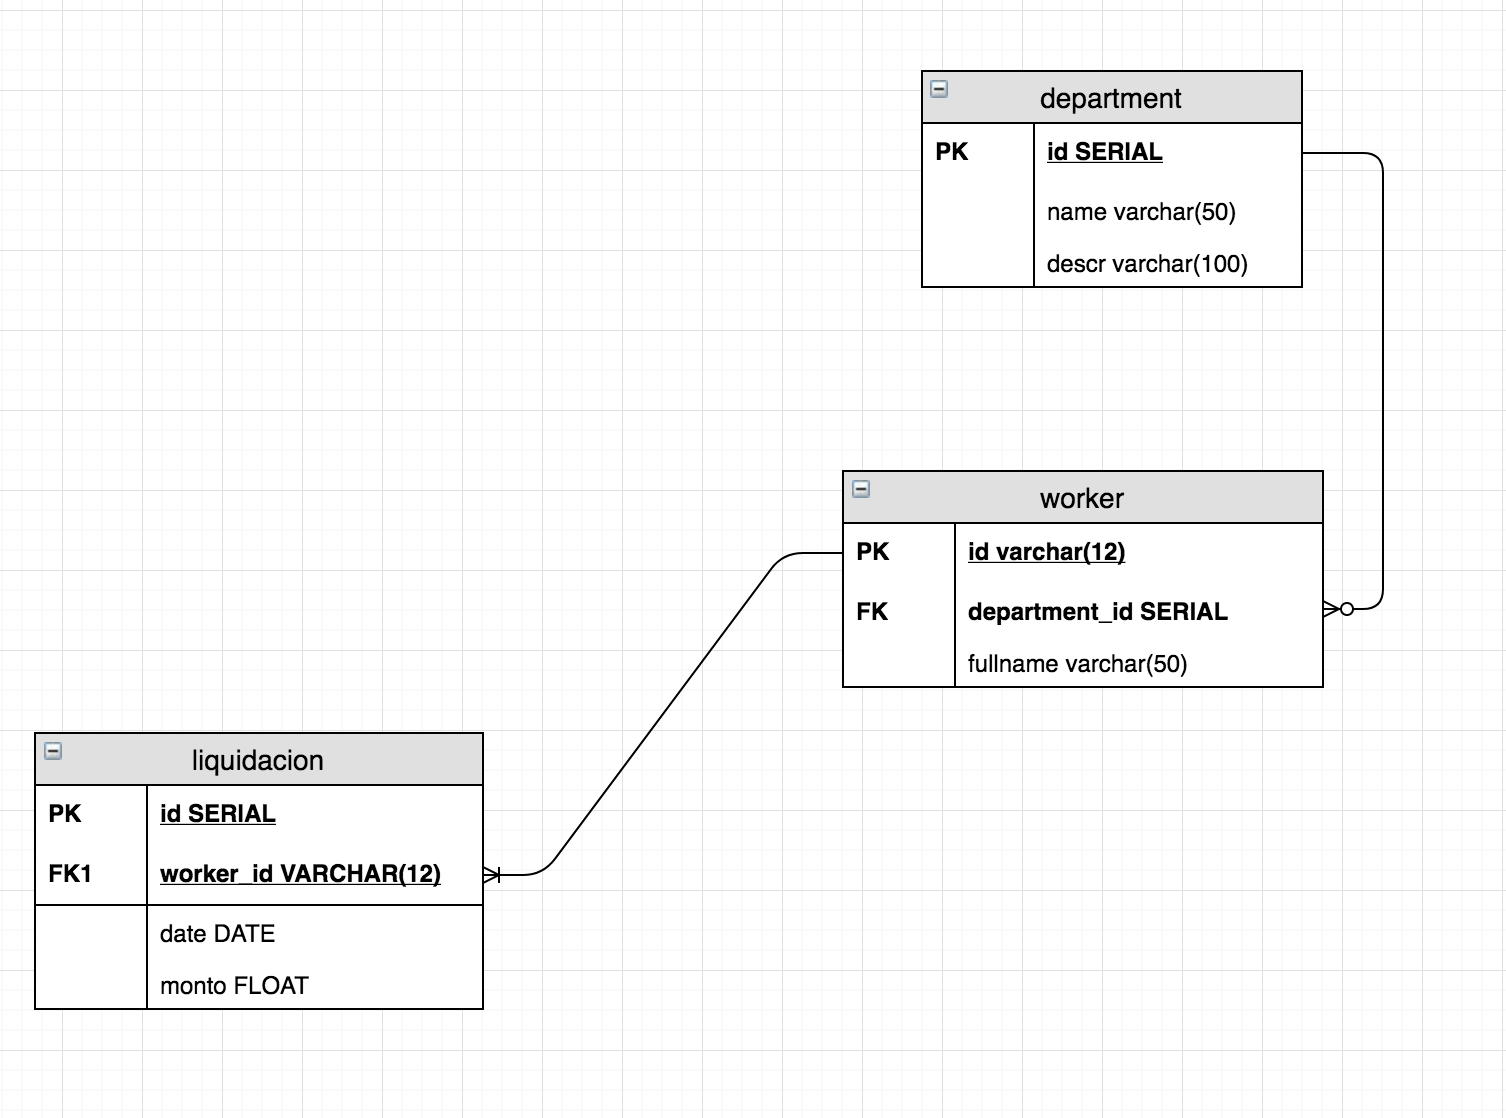 department
PK id SERIAL
name varchar(50)
descr varchar(100)
worker
PK id varchar(12)
FK department_id SERIAL
fullname varchar(50)
liquidacion
PK id SERIAL
FK1 worker_id VARCHAR(12)
date DATE
monto FLOAT